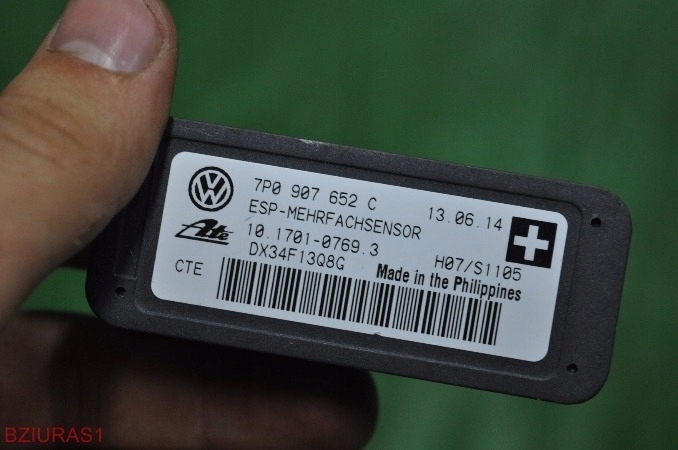 7P0 907 652 C 13.06.14
ESP-MEHRFACHSENSOR
Ate 10.1701-0769.3 H07/S1105
DX34F13Q8G Made in the Philippines
CTE
BZIURAS1